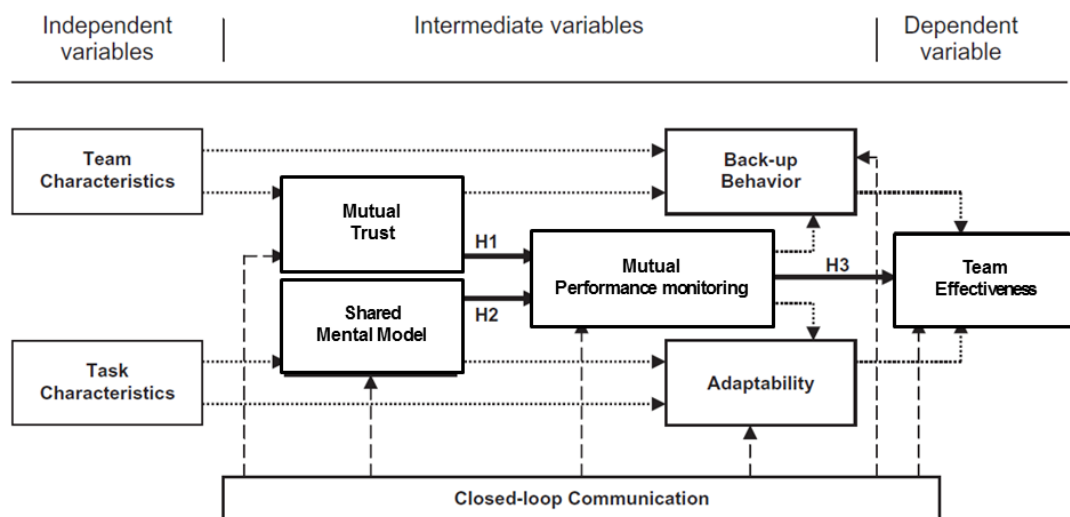 Independent
variables
Intermediate variables
Dependent
variable
Team
Characteristics
Back-up
Behavior
Mutual
Trust
H1
Mutual
Performance monitoring
H3
Team
Effectiveness
Shared
Mental Model
H2
Task
Characteristics
Adaptability
Closed-loop Communication